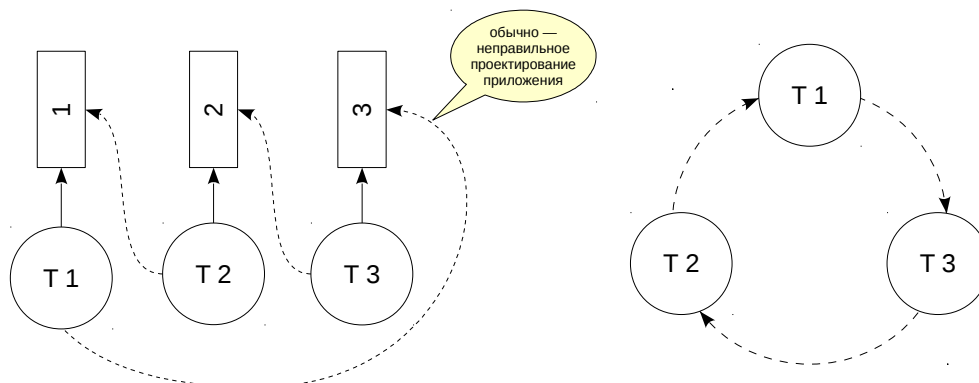 обычно —
неправильное
проектирование
приложения
1
2
3
T 1
T 2
T 3
T 1
T 2
T 3